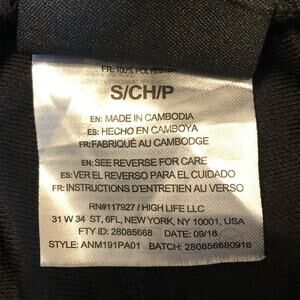 FR: 100% POLYESTER
S/CH/P
EN: MADE IN CAMBODIA
ES: HECHO EN CAMBOYA
FR: FABRIQUÉ AU CAMBODGE
EN: SEE REVERSE FOR CARE
ES: VER EL REVERSO PARA EL CUIDADO
FR: INSTRUCTIONS D'ENTRETIEN AU VERSO
RN#117927 / HIGH LIFE LLC
31 W 34 ST, 6FL, NEW YORK, NY 10001, USA
FTY ID: 28085668 DATE: 09/18
STYLE: ANM191PA01 BATCH: 280856680918